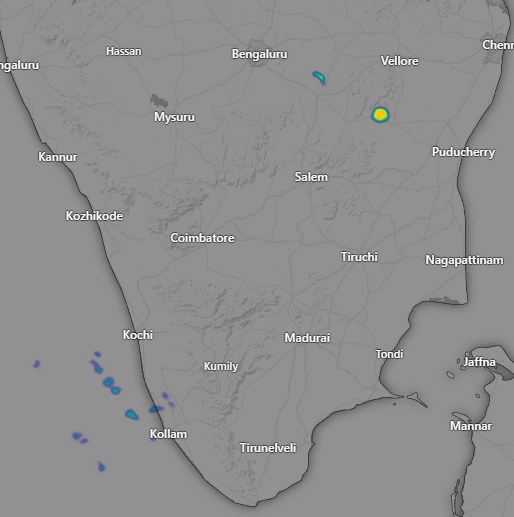 Hassan
Bengaluru
Chenn
ngaluru
Vellore
Mysuru
Kannur
Puducherry
Salem
Kozhikode
Coimbatore
Tiruchi
Nagapattinam
Kochi
Madurai
Tondi
Kumily
Jaffna
Kollam
Mannar
Tirunelveli